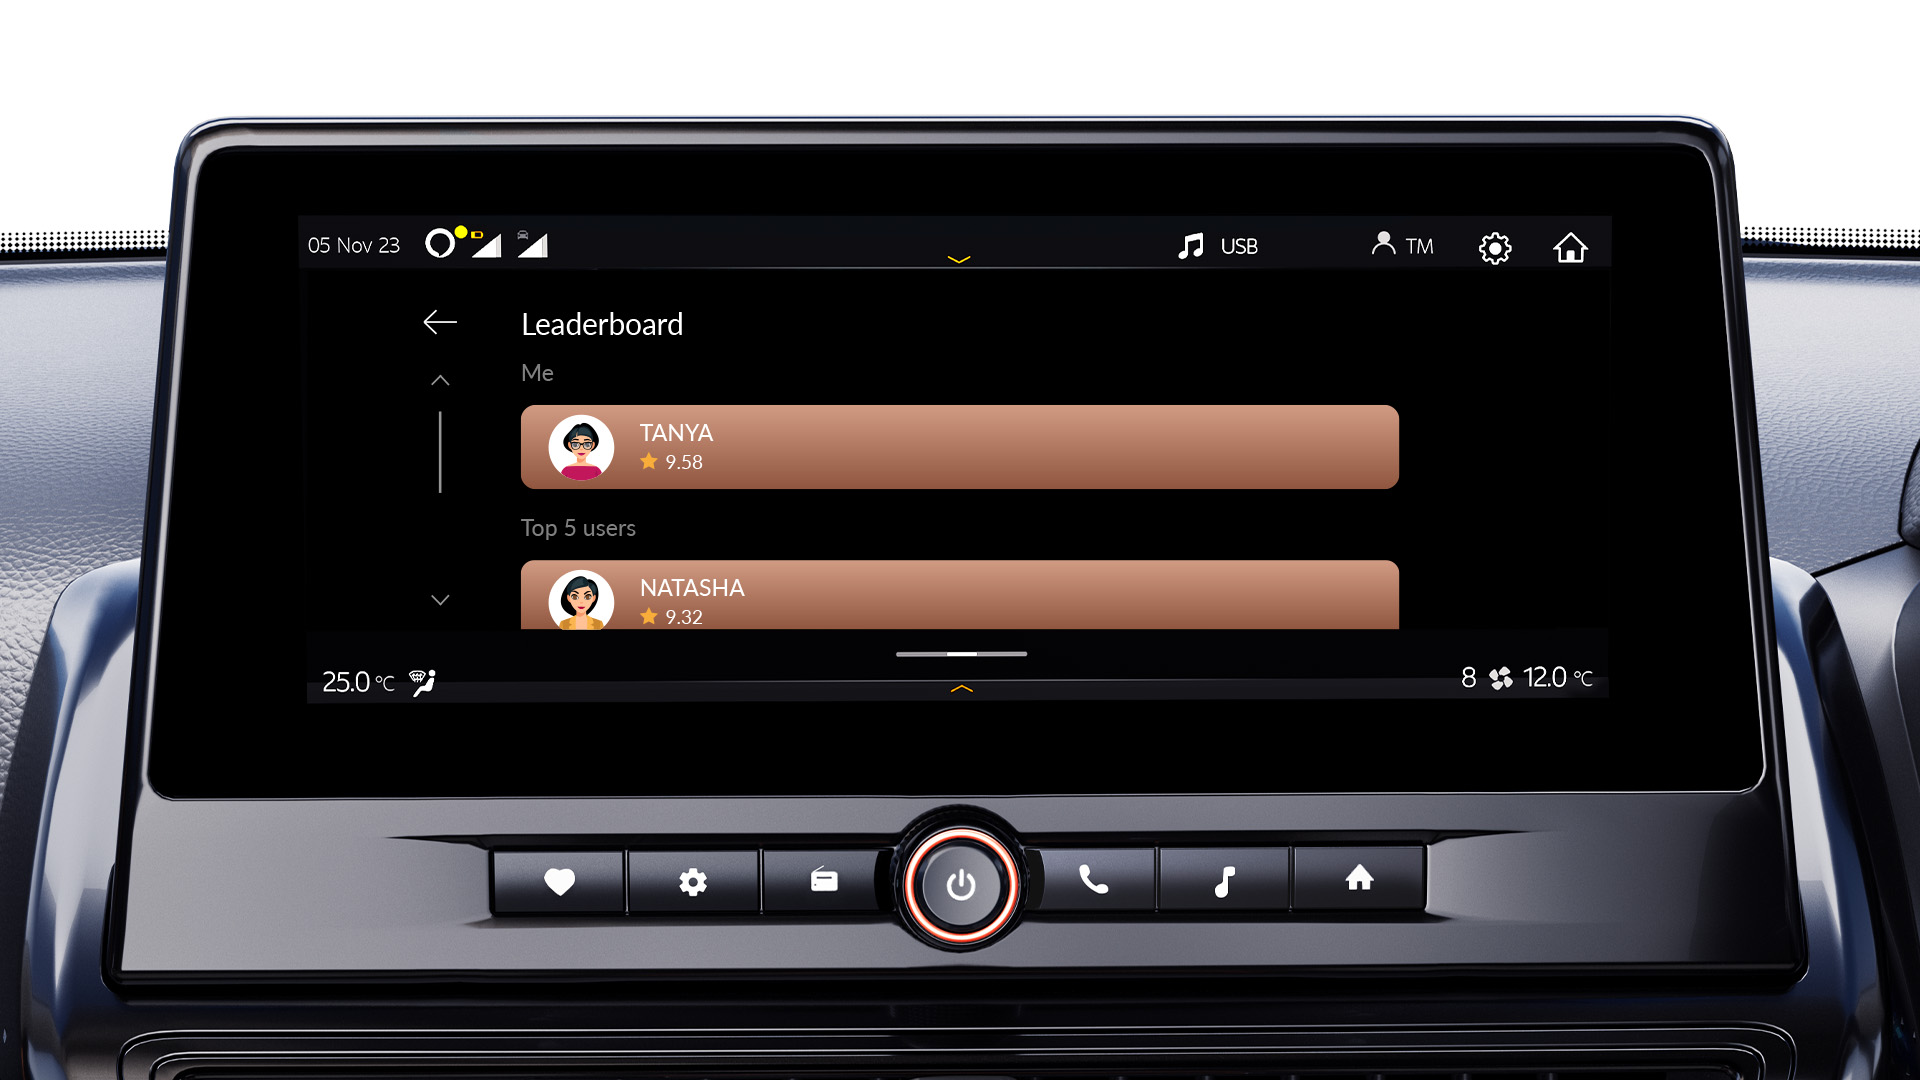 05 Nov 23
USB
TM
Leaderboard
Me
TANYA
9.58
Top 5 users
NATASHA
9.32
25.0 °C
8
12.0 °C